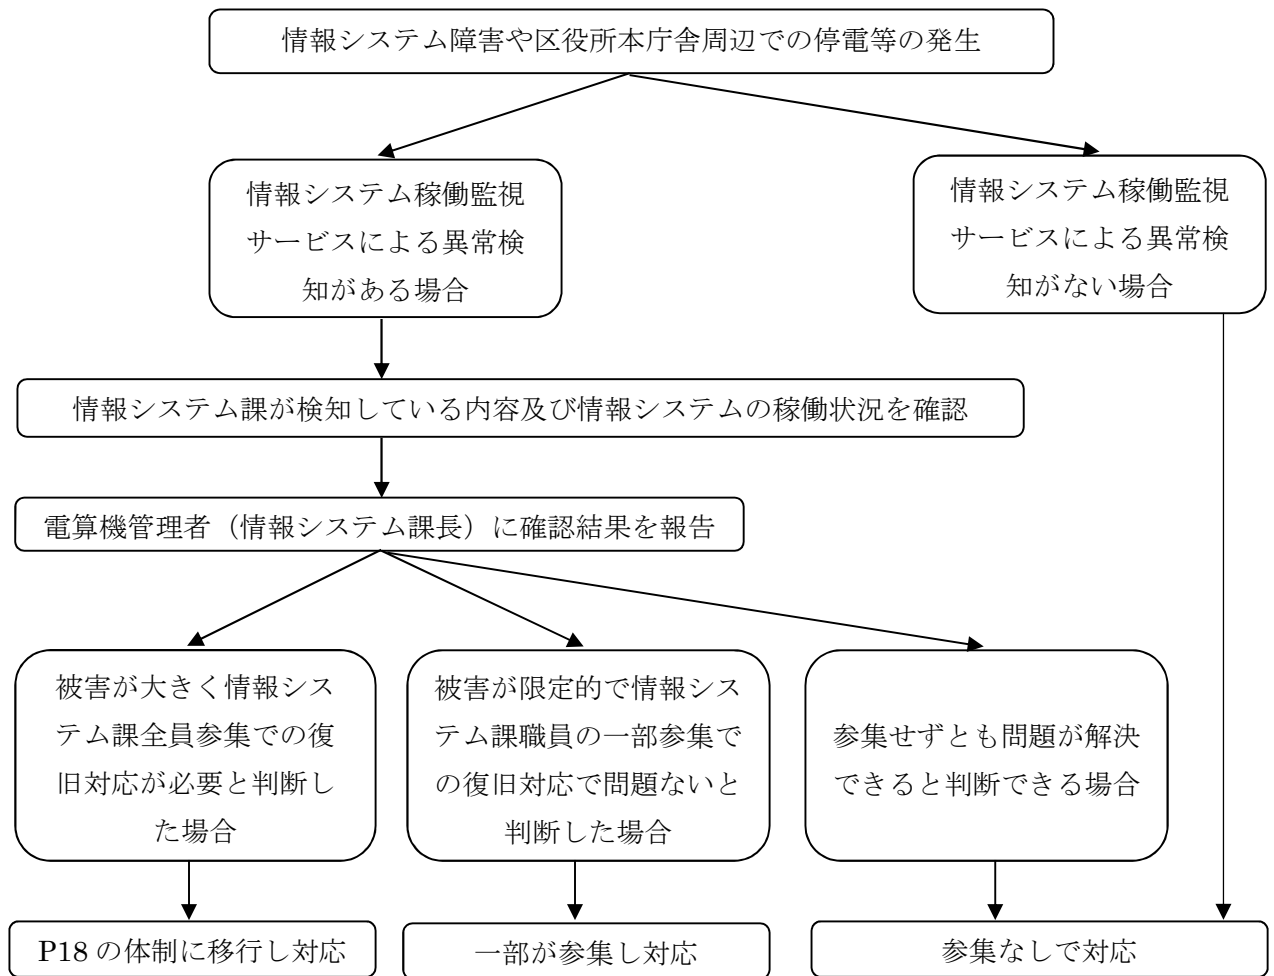 情報システム障害や区役所本庁舎周辺での停電等の発生
情報システム稼働監視
サービスによる異常検
知がある場合
情報システム稼働監視
サービスによる異常検
知がない場合
情報システム課が検知している内容及び情報システムの稼働状況を確認
電算機管理者（情報システム課長）に確認結果を報告
被害が大きく情報シス
テム課全員参集での復
旧対応が必要と判断し
た場合
被害が限定的で情報シス
テム課職員の一部参集で
の復旧対応で問題ないと
判断した場合
参集せずとも問題が解決
できると判断できる場合
P18 の体制に移行し対応
一部が参集し対応
参集なしで対応